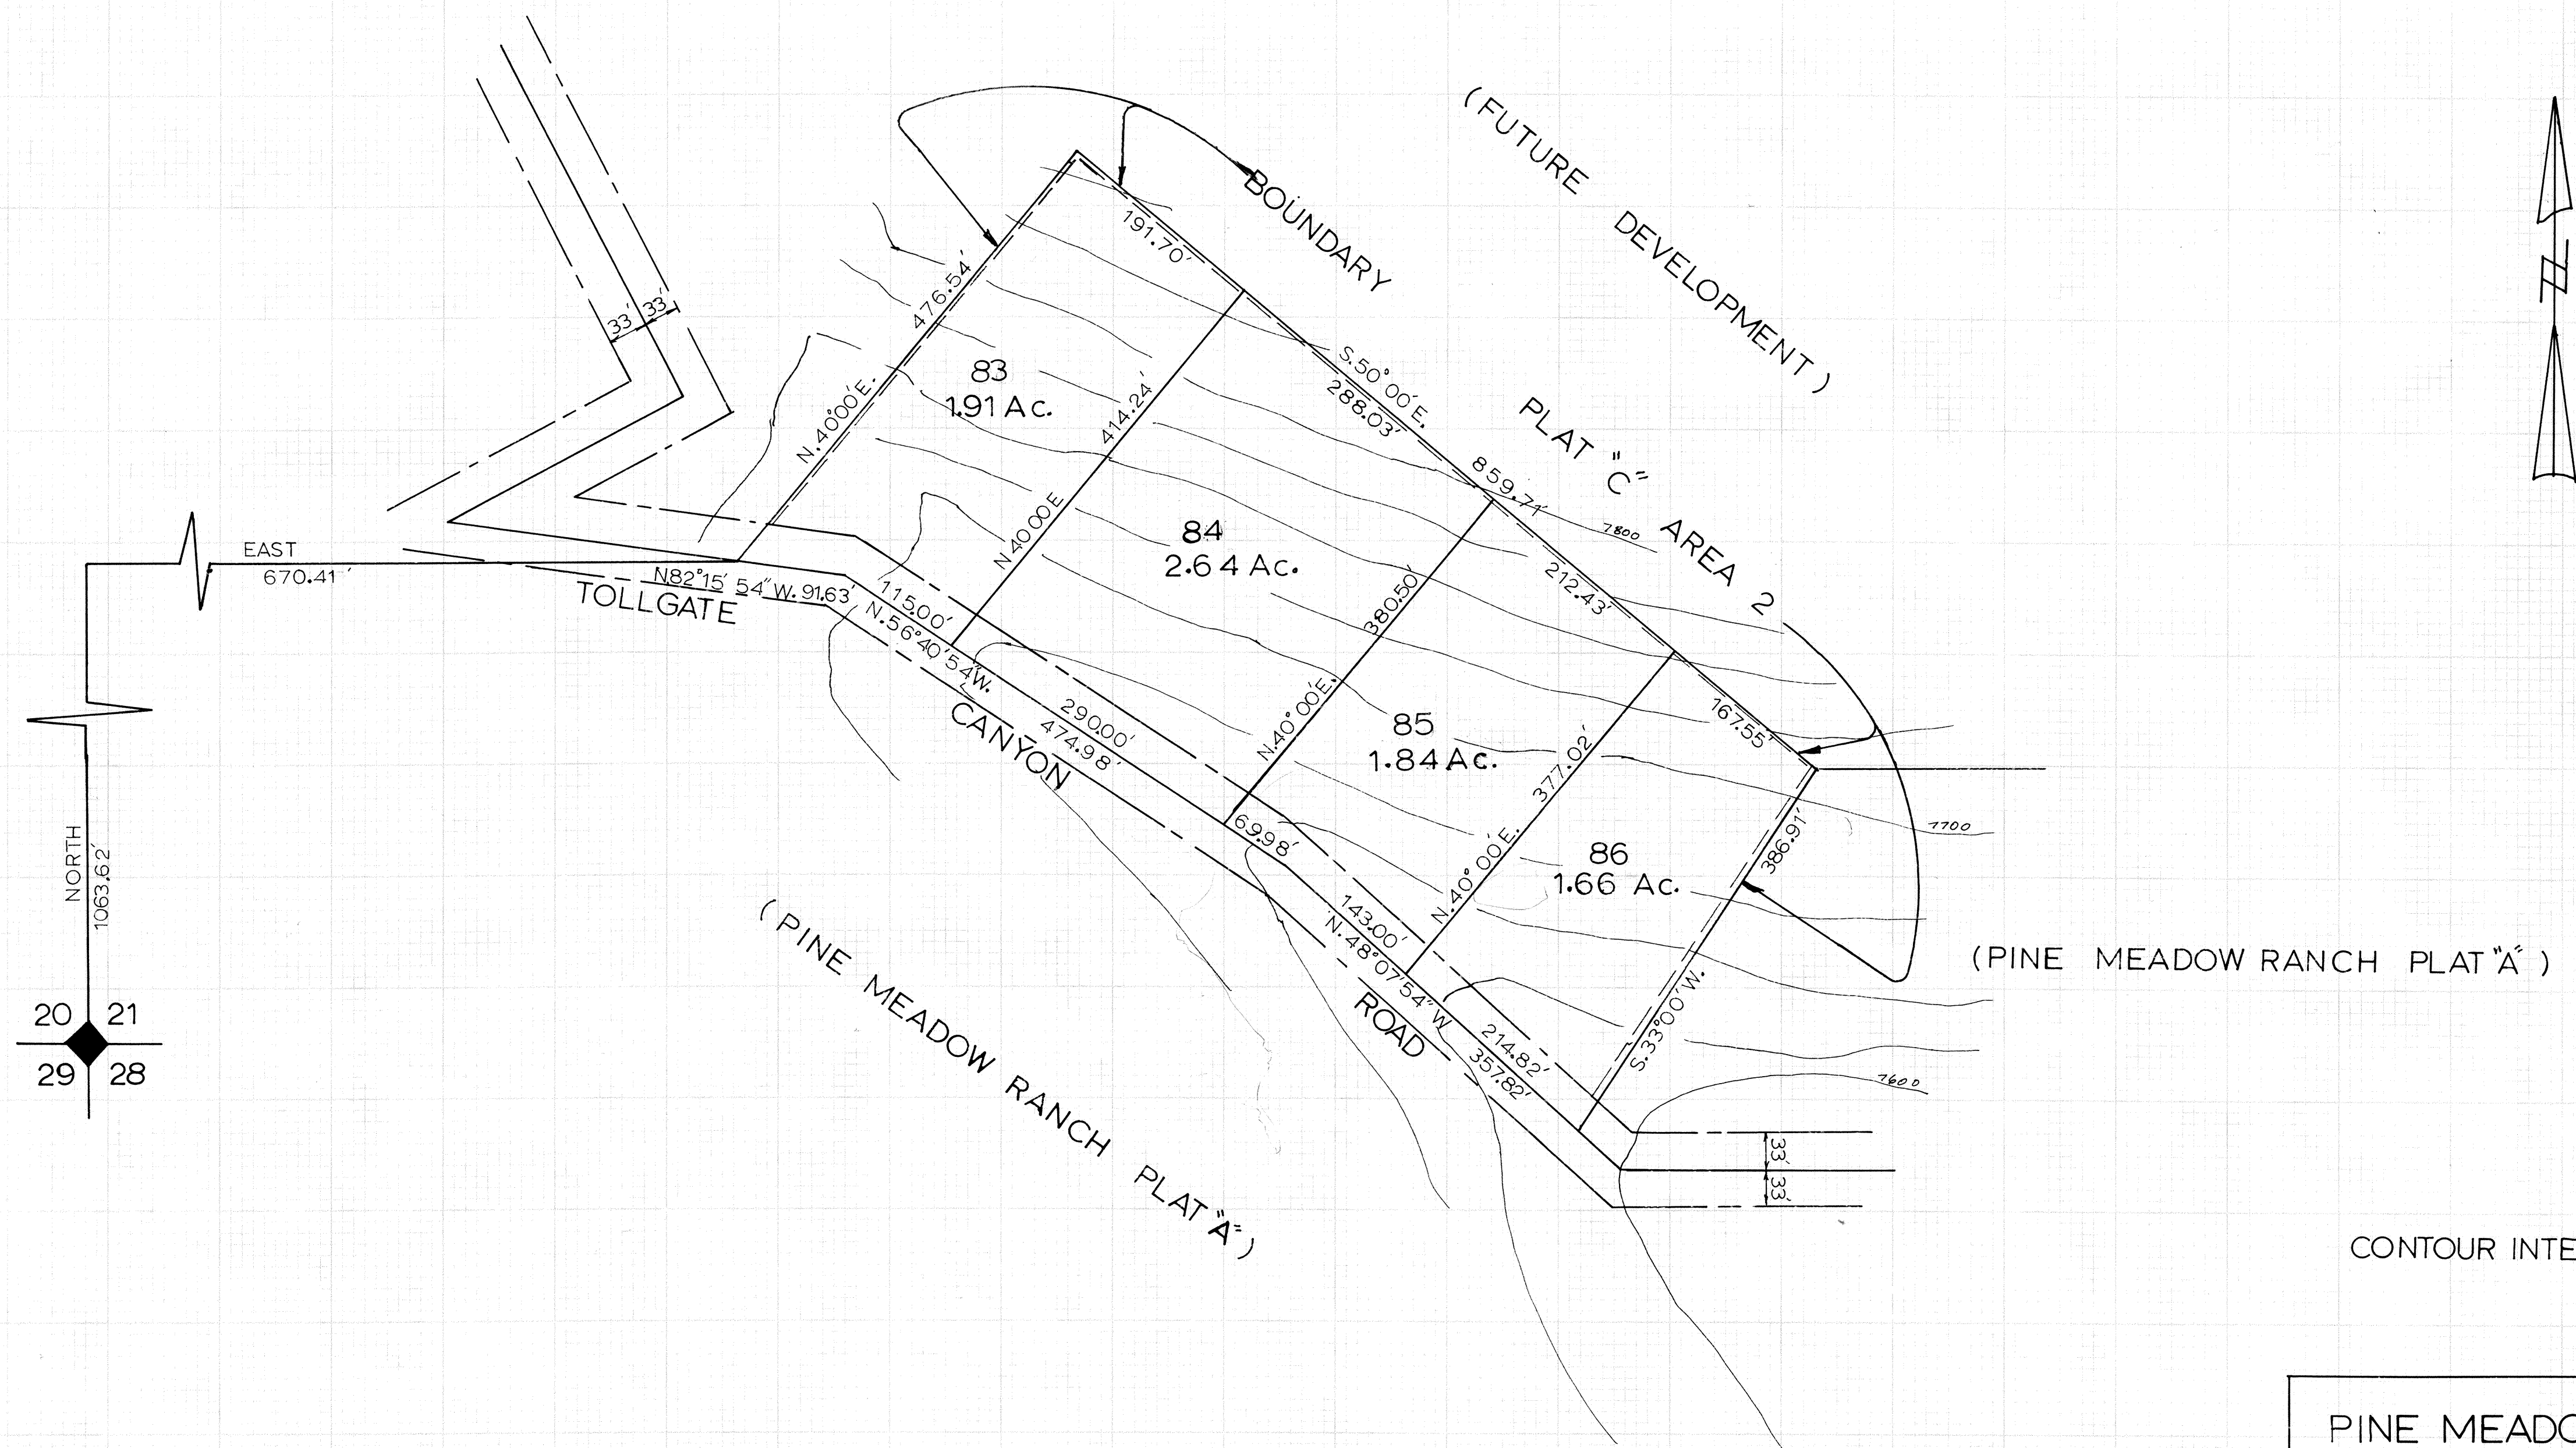 (FUTURE DEVELOPMENT)
BOUNDARY
PLAT "C" AREA 2
33' 33'
191.70'
476.54'
N.40°00'E.
83
1.91 Ac.
414.24'
N.40 00 E
S.50°00'E.
288.03'
859.71'
7800
84
2.64 Ac.
212.43'
380.50'
N.40°00'E.
EAST
670.41'
N82°15'54"W. 91.63'
TOLLGATE
115.00'
N.56°40'54"W.
290.00'
474.98'
CANYON
69.98'
85
1.84 Ac.
167.55'
377.02'
N.40°00'E.
7700
86
1.66 Ac.
386.91'
S.33°00'W.
143.00'
N.48°07'54"W
214.82'
357.82'
ROAD
7600
33'
33'
NORTH
1063.62'
20 21
29 28
(PINE MEADOW RANCH PLAT "A")
(PINE MEADOW RANCH PLAT "A")
N
CONTOUR INTE
PINE MEADO